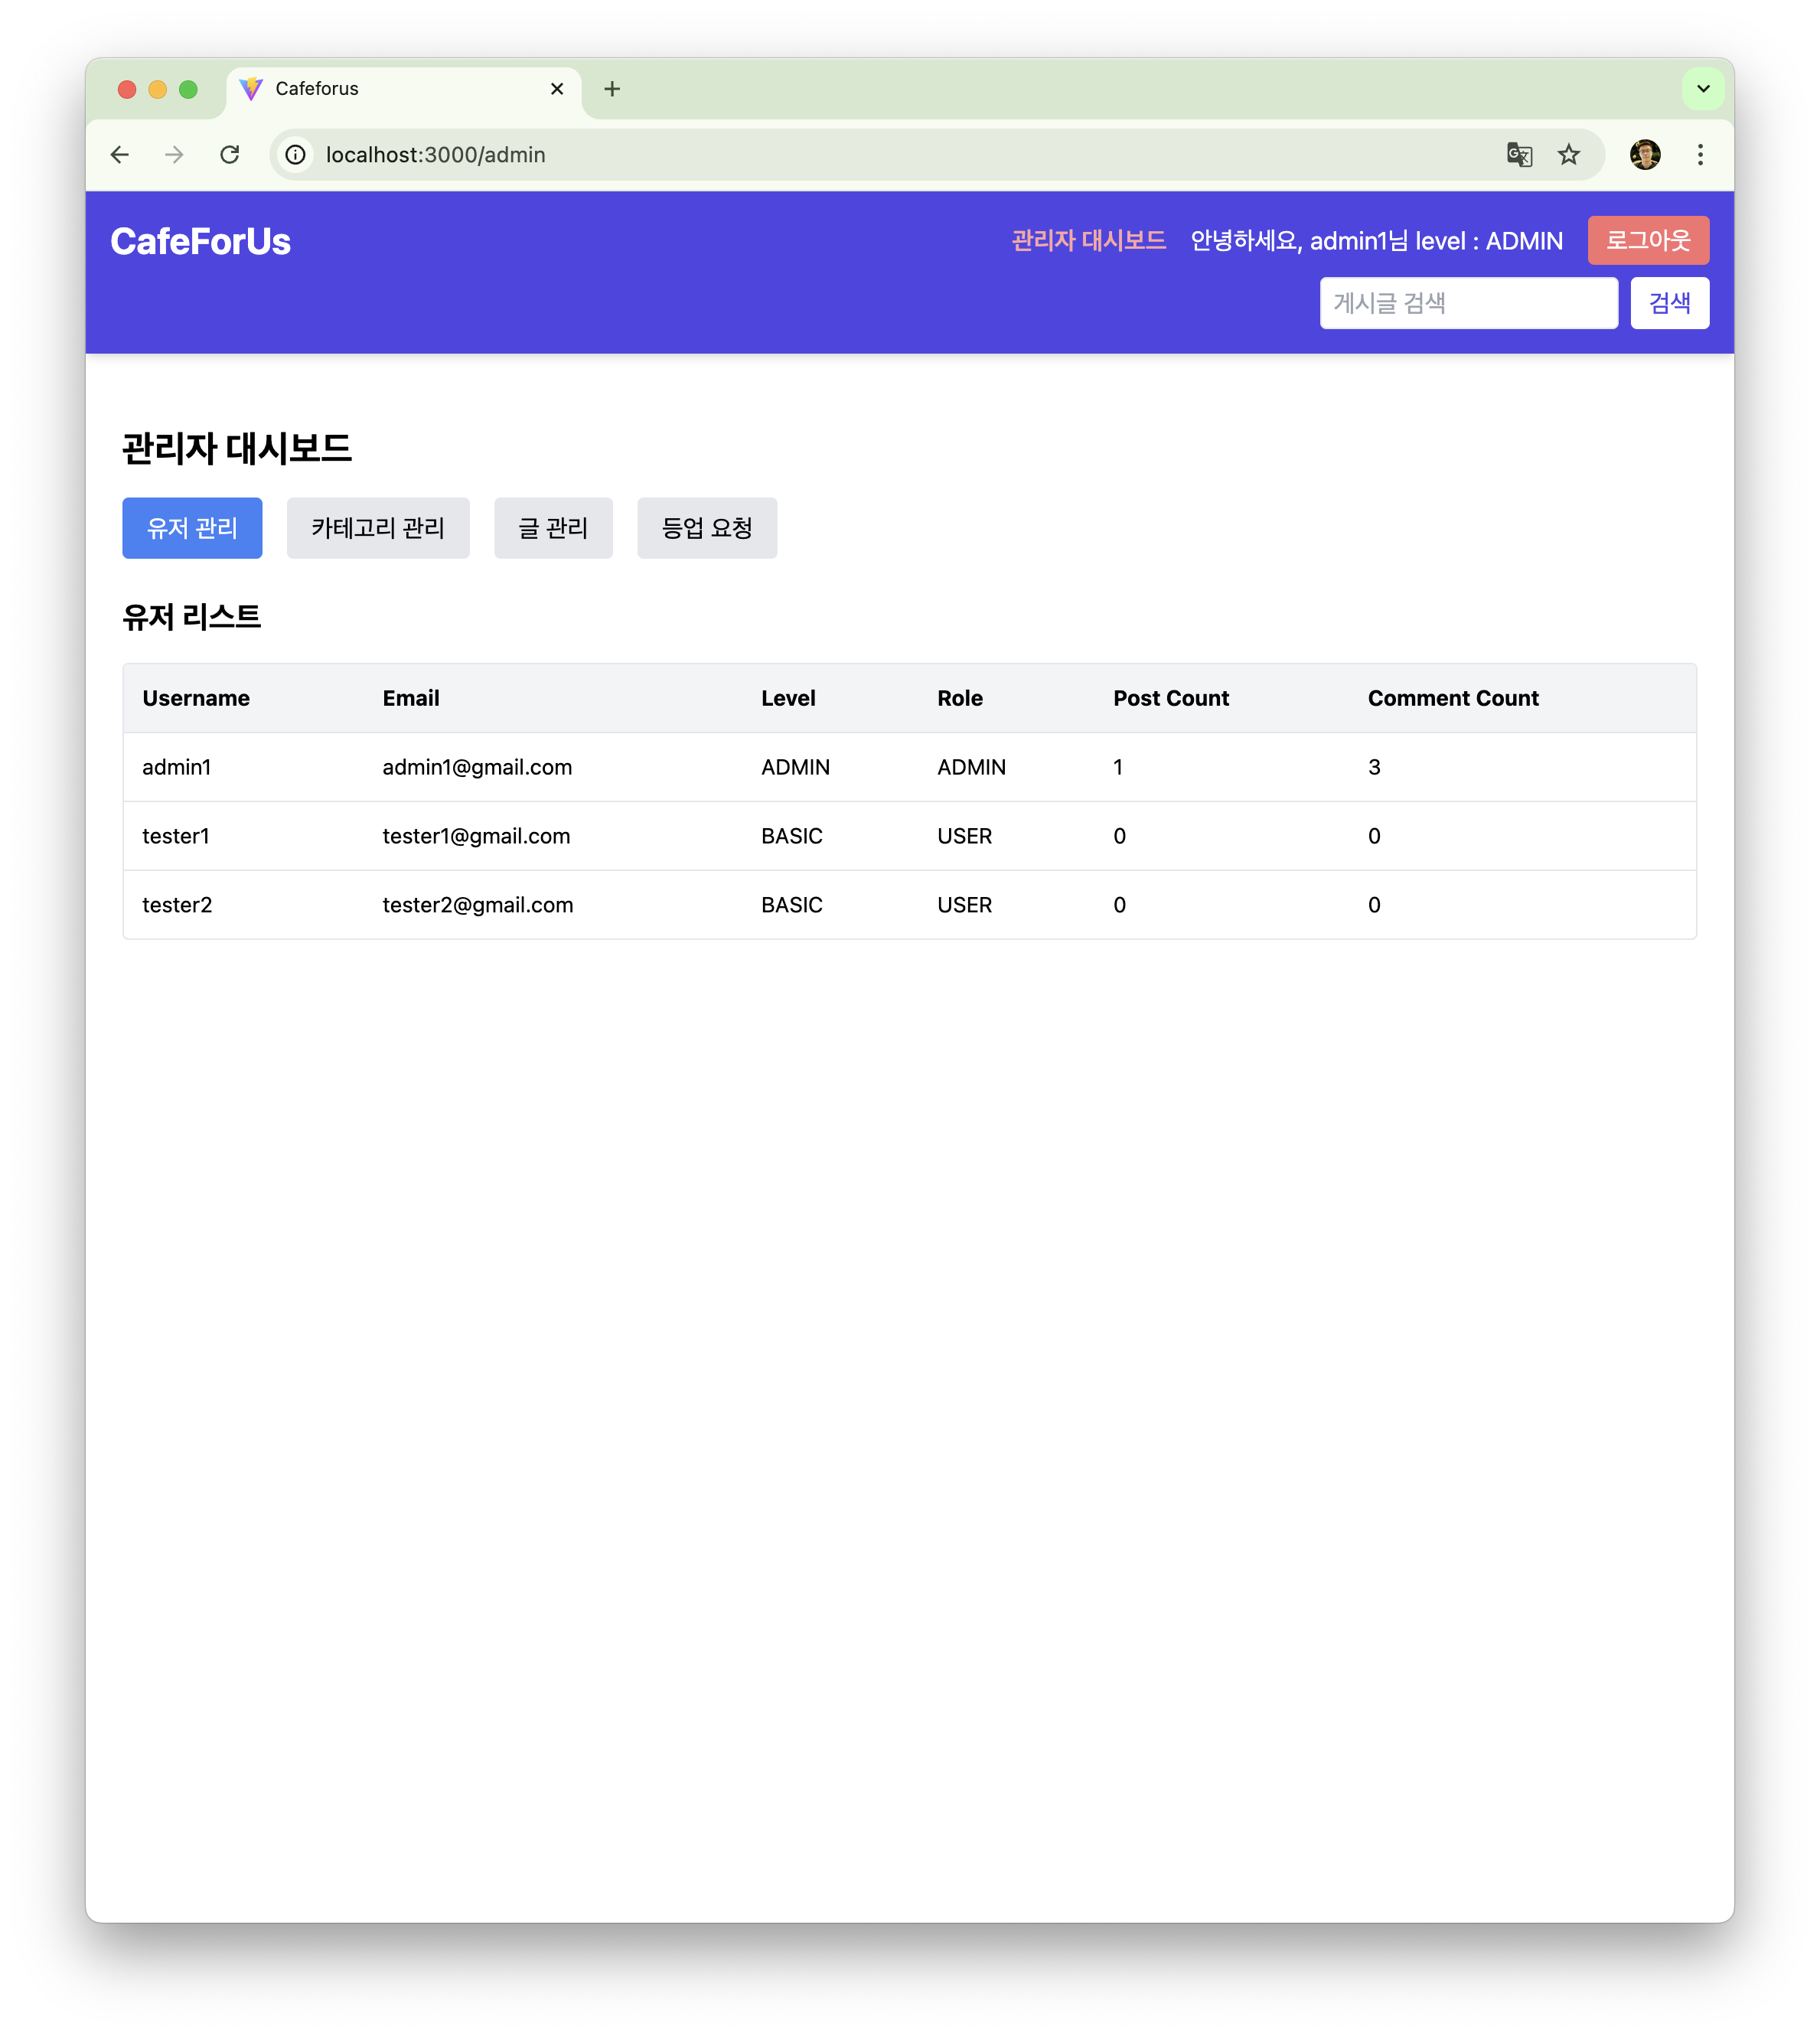 Cafeforus
localhost:3000/admin
CafeForUs
관리자 대시보드 안녕하세요, admin1님 level : ADMIN 로그아웃
게시글 검색 검색
관리자 대시보드
유저 관리 카테고리 관리 글 관리 등업 요청
유저 리스트
Username Email Level Role Post Count Comment Count
admin1 admin1@gmail.com ADMIN ADMIN 1 3
tester1 tester1@gmail.com BASIC USER 0 0
tester2 tester2@gmail.com BASIC USER 0 0